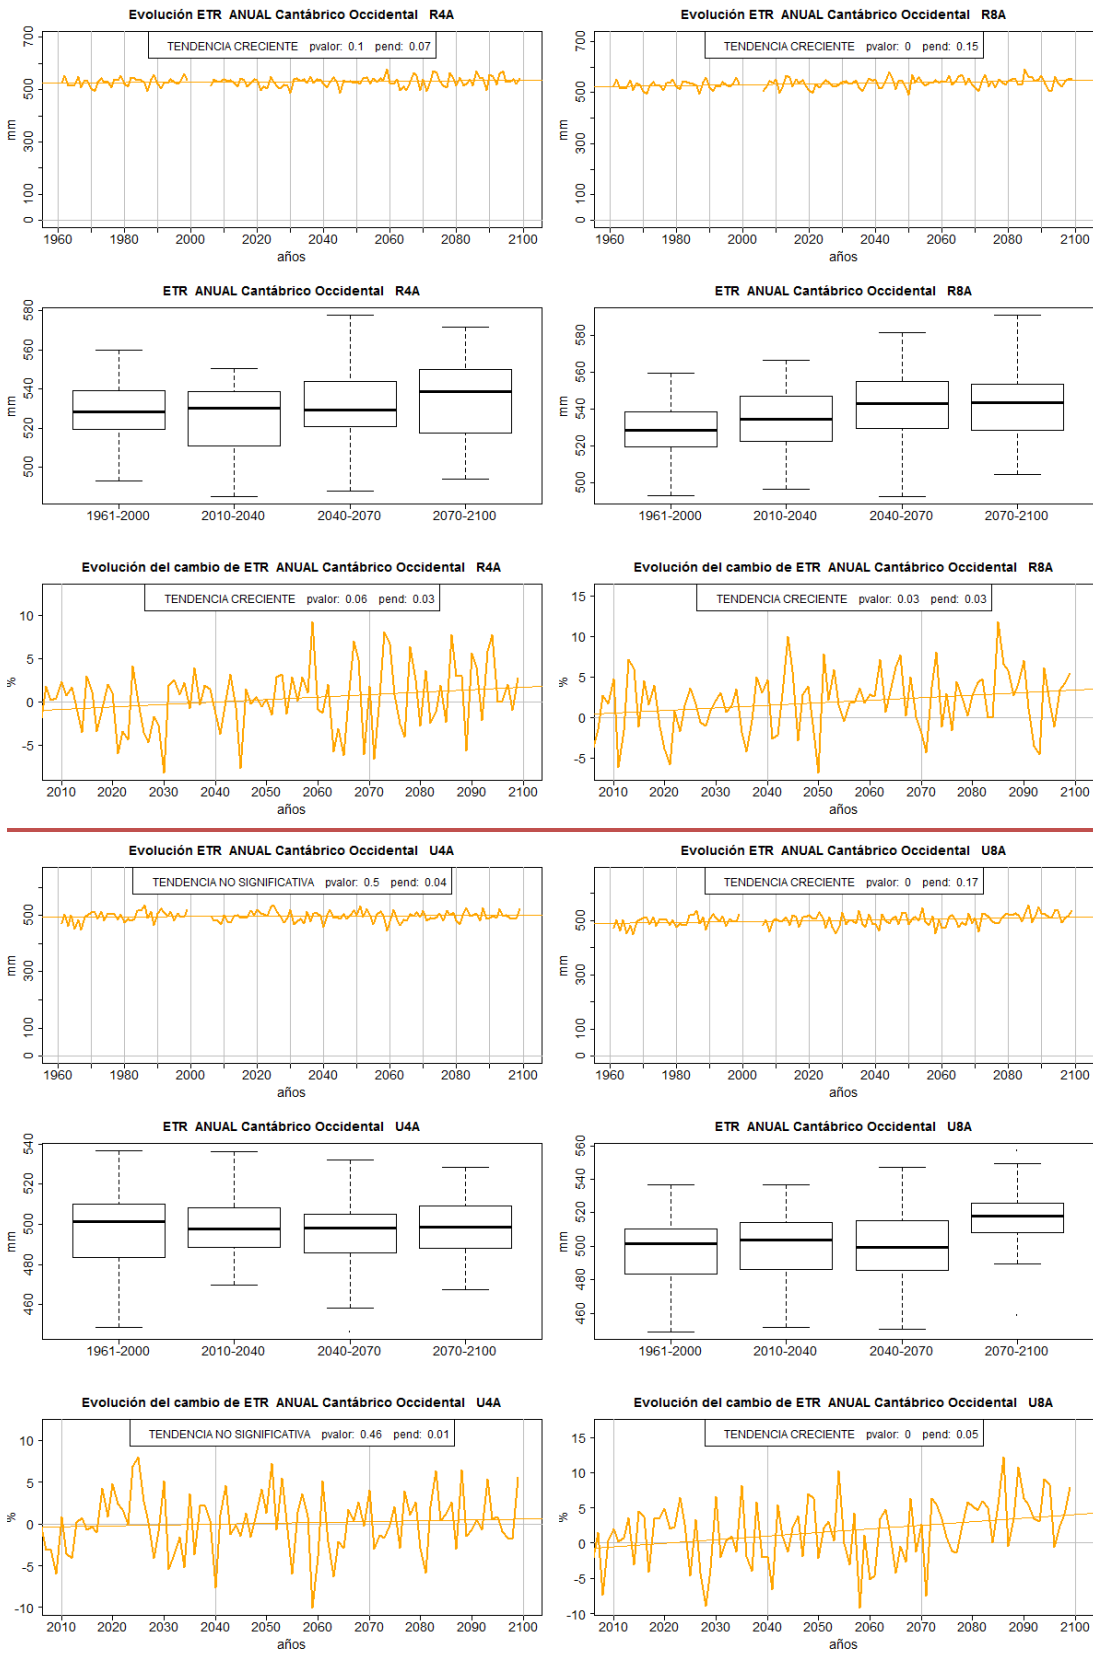 Evolución ETR ANUAL Cantábrico Occidental R4A
TENDENCIA CRECIENTE pvalor: 0.1 pend: 0.07
mm
700
500
300
100
0
1960 1980 2000 2020 2040 2060 2080 2100
años
Evolución ETR ANUAL Cantábrico Occidental R8A
TENDENCIA CRECIENTE pvalor: 0 pend: 0.15
mm
700
500
300
100
0
1960 1980 2000 2020 2040 2060 2080 2100
años
ETR ANUAL Cantábrico Occidental R4A
mm
580
560
540
520
500
1961-2000 2010-2040 2040-2070 2070-2100
ETR ANUAL Cantábrico Occidental R8A
mm
580
560
540
520
500
1961-2000 2010-2040 2040-2070 2070-2100
Evolución del cambio de ETR ANUAL Cantábrico Occidental R4A
TENDENCIA CRECIENTE pvalor: 0.06 pend: 0.03
%
10
5
0
-5
2010 2020 2030 2040 2050 2060 2070 2080 2090 2100
años
Evolución del cambio de ETR ANUAL Cantábrico Occidental R8A
TENDENCIA CRECIENTE pvalor: 0.03 pend: 0.03
%
15
10
5
0
-5
2010 2020 2030 2040 2050 2060 2070 2080 2090 2100
años
Evolución ETR ANUAL Cantábrico Occidental U4A
TENDENCIA NO SIGNIFICATIVA pvalor: 0.5 pend: 0.04
mm
500
300
100
0
1960 1980 2000 2020 2040 2060 2080 2100
años
Evolución ETR ANUAL Cantábrico Occidental U8A
TENDENCIA CRECIENTE pvalor: 0 pend: 0.17
mm
500
300
100
0
1960 1980 2000 2020 2040 2060 2080 2100
años
ETR ANUAL Cantábrico Occidental U4A
mm
540
520
500
480
460
1961-2000 2010-2040 2040-2070 2070-2100
ETR ANUAL Cantábrico Occidental U8A
mm
560
540
520
500
480
460
1961-2000 2010-2040 2040-2070 2070-2100
Evolución del cambio de ETR ANUAL Cantábrico Occidental U4A
TENDENCIA NO SIGNIFICATIVA pvalor: 0.46 pend: 0.01
%
10
5
0
-5
-10
2010 2020 2030 2040 2050 2060 2070 2080 2090 2100
años
Evolución del cambio de ETR ANUAL Cantábrico Occidental U8A
TENDENCIA CRECIENTE pvalor: 0 pend: 0.05
%
15
10
5
0
-5
-10
2010 2020 2030 2040 2050 2060 2070 2080 2090 2100
años